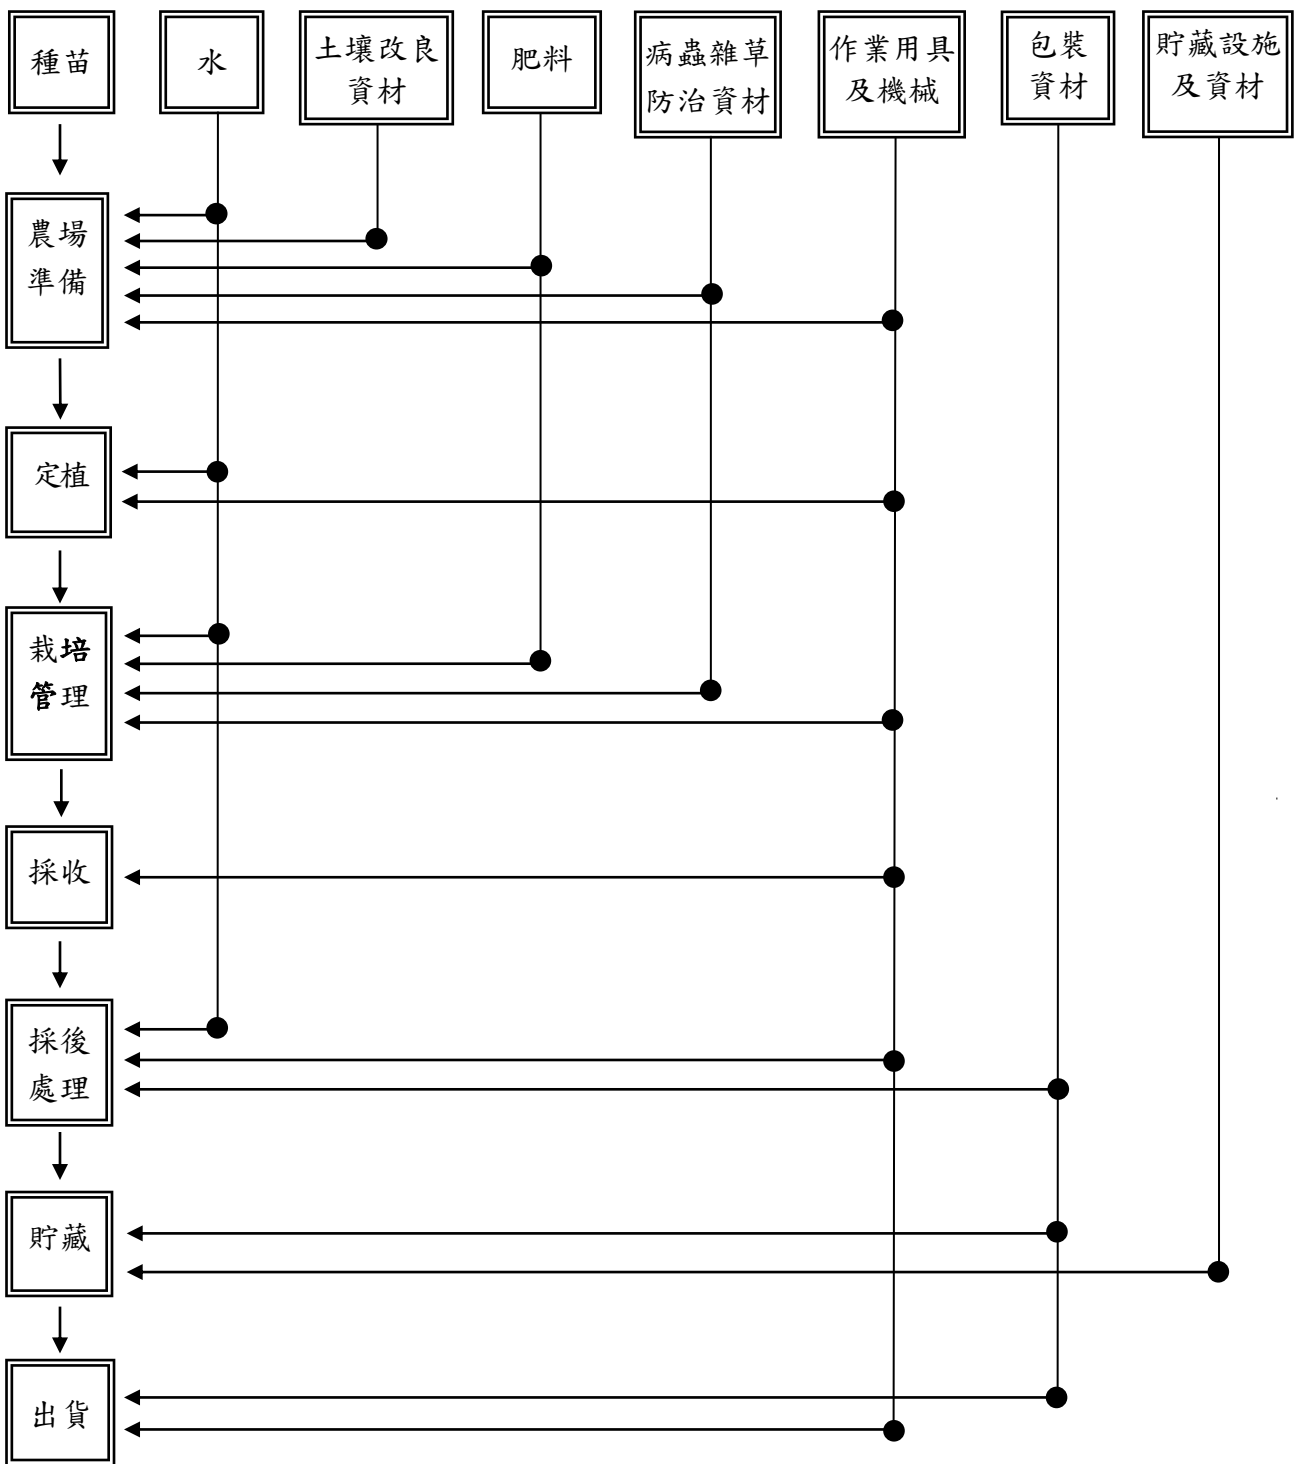 種苗
水
土壤改良
資材
肥料
病蟲雜草
防治資材
作業用具
及機械
包裝
資材
貯藏設施
及資材
農場
準備
定植
栽培
管理
採收
採後
處理
貯藏
出貨